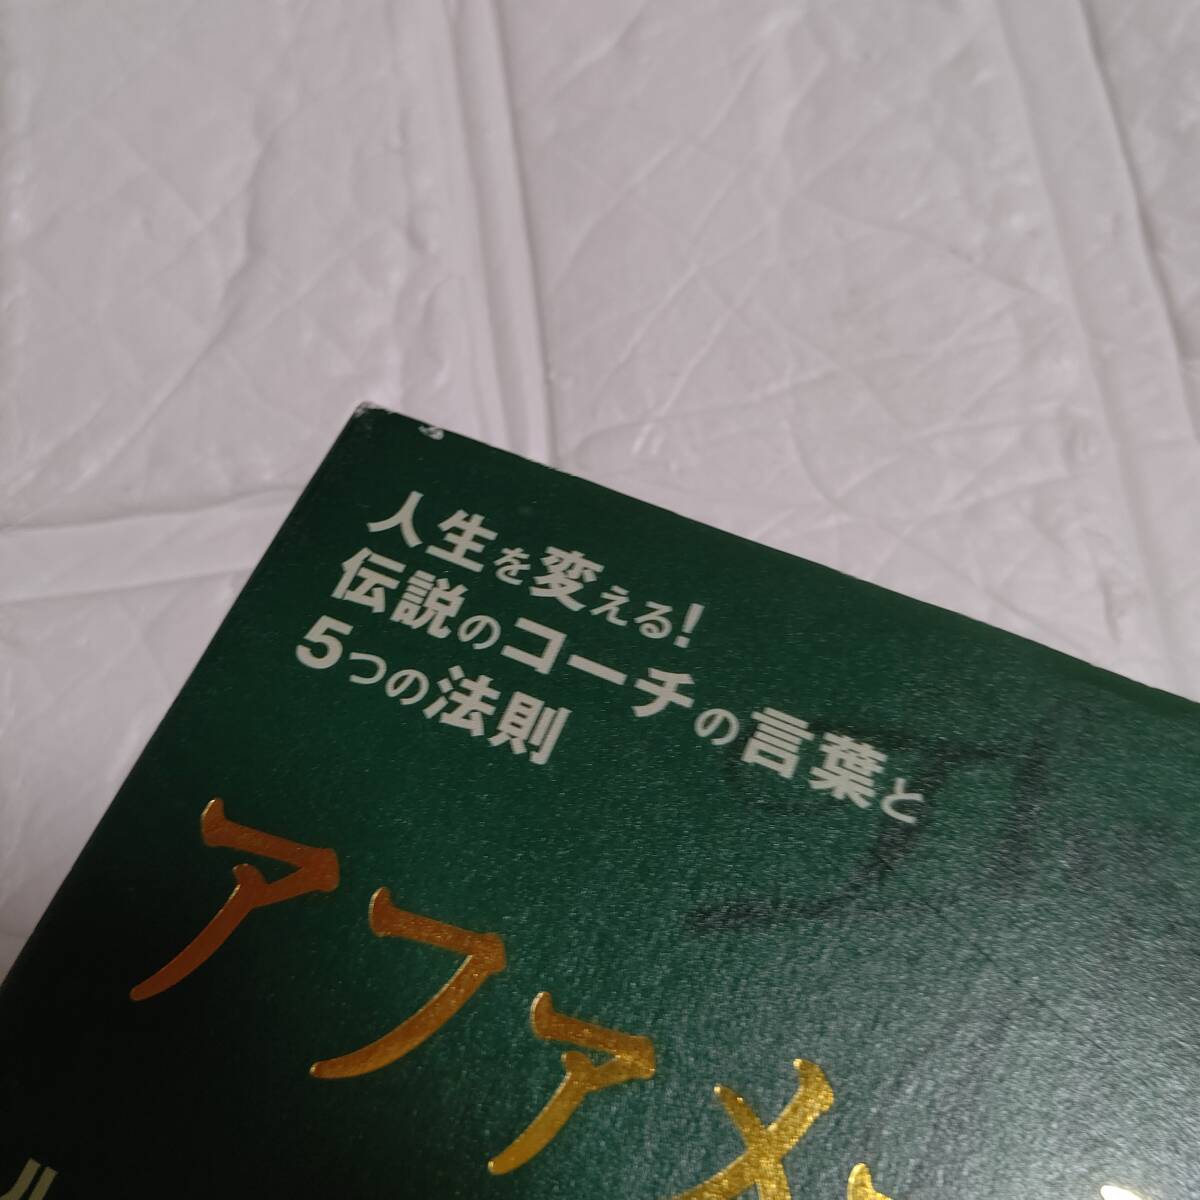 人生を変える!
伝説のコーチの言葉と
5つの法則
アファメ